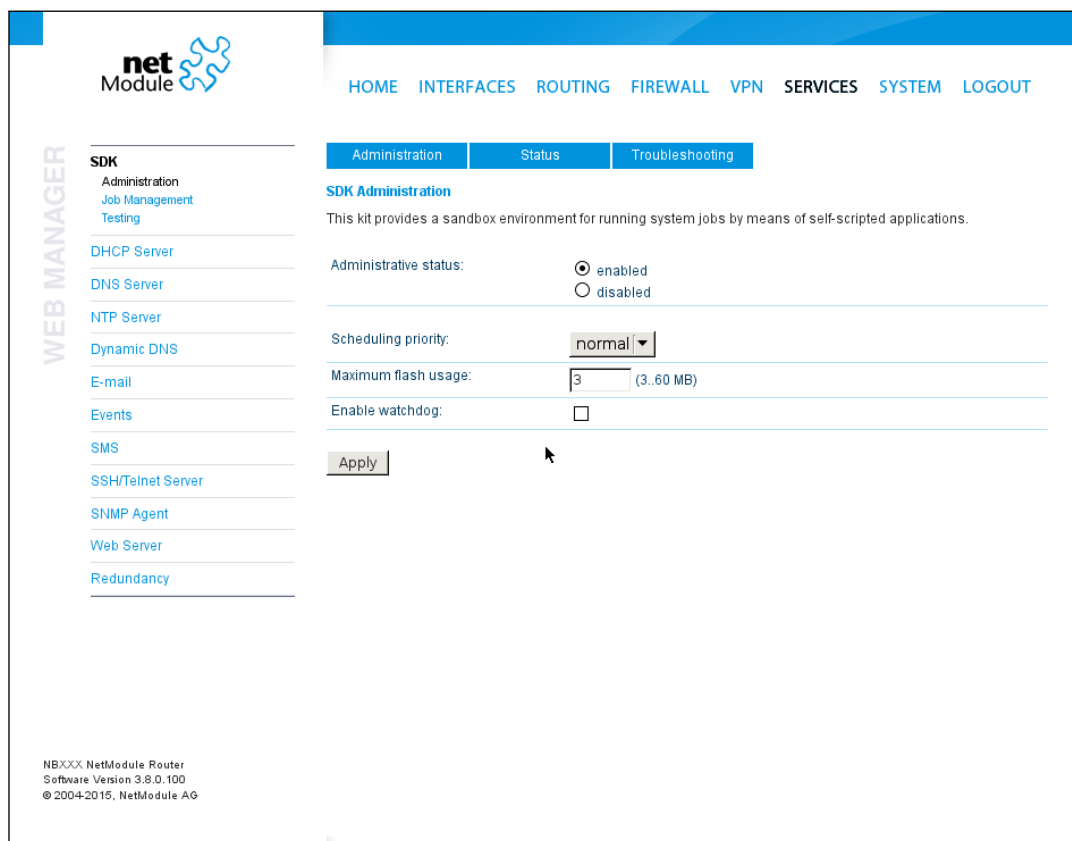 net
Module
HOME INTERFACES ROUTING FIREWALL VPN SERVICES SYSTEM LOGOUT
WEB MANAGER
SDK
Administration
Job Management
Testing
DHCP Server
DNS Server
NTP Server
Dynamic DNS
E-mail
Events
SMS
SSH/Telnet Server
SNMP Agent
Web Server
Redundancy
Administration Status Troubleshooting
SDK Administration
This kit provides a sandbox environment for running system jobs by means of self-scripted applications.
Administrative status: enabled
disabled
Scheduling priority: normal
Maximum flash usage: 3 (3..60 MB)
Enable watchdog:
Apply
NBXXX NetModule Router
Software Version 3.8.0.100
© 2004-2015, NetModule AG